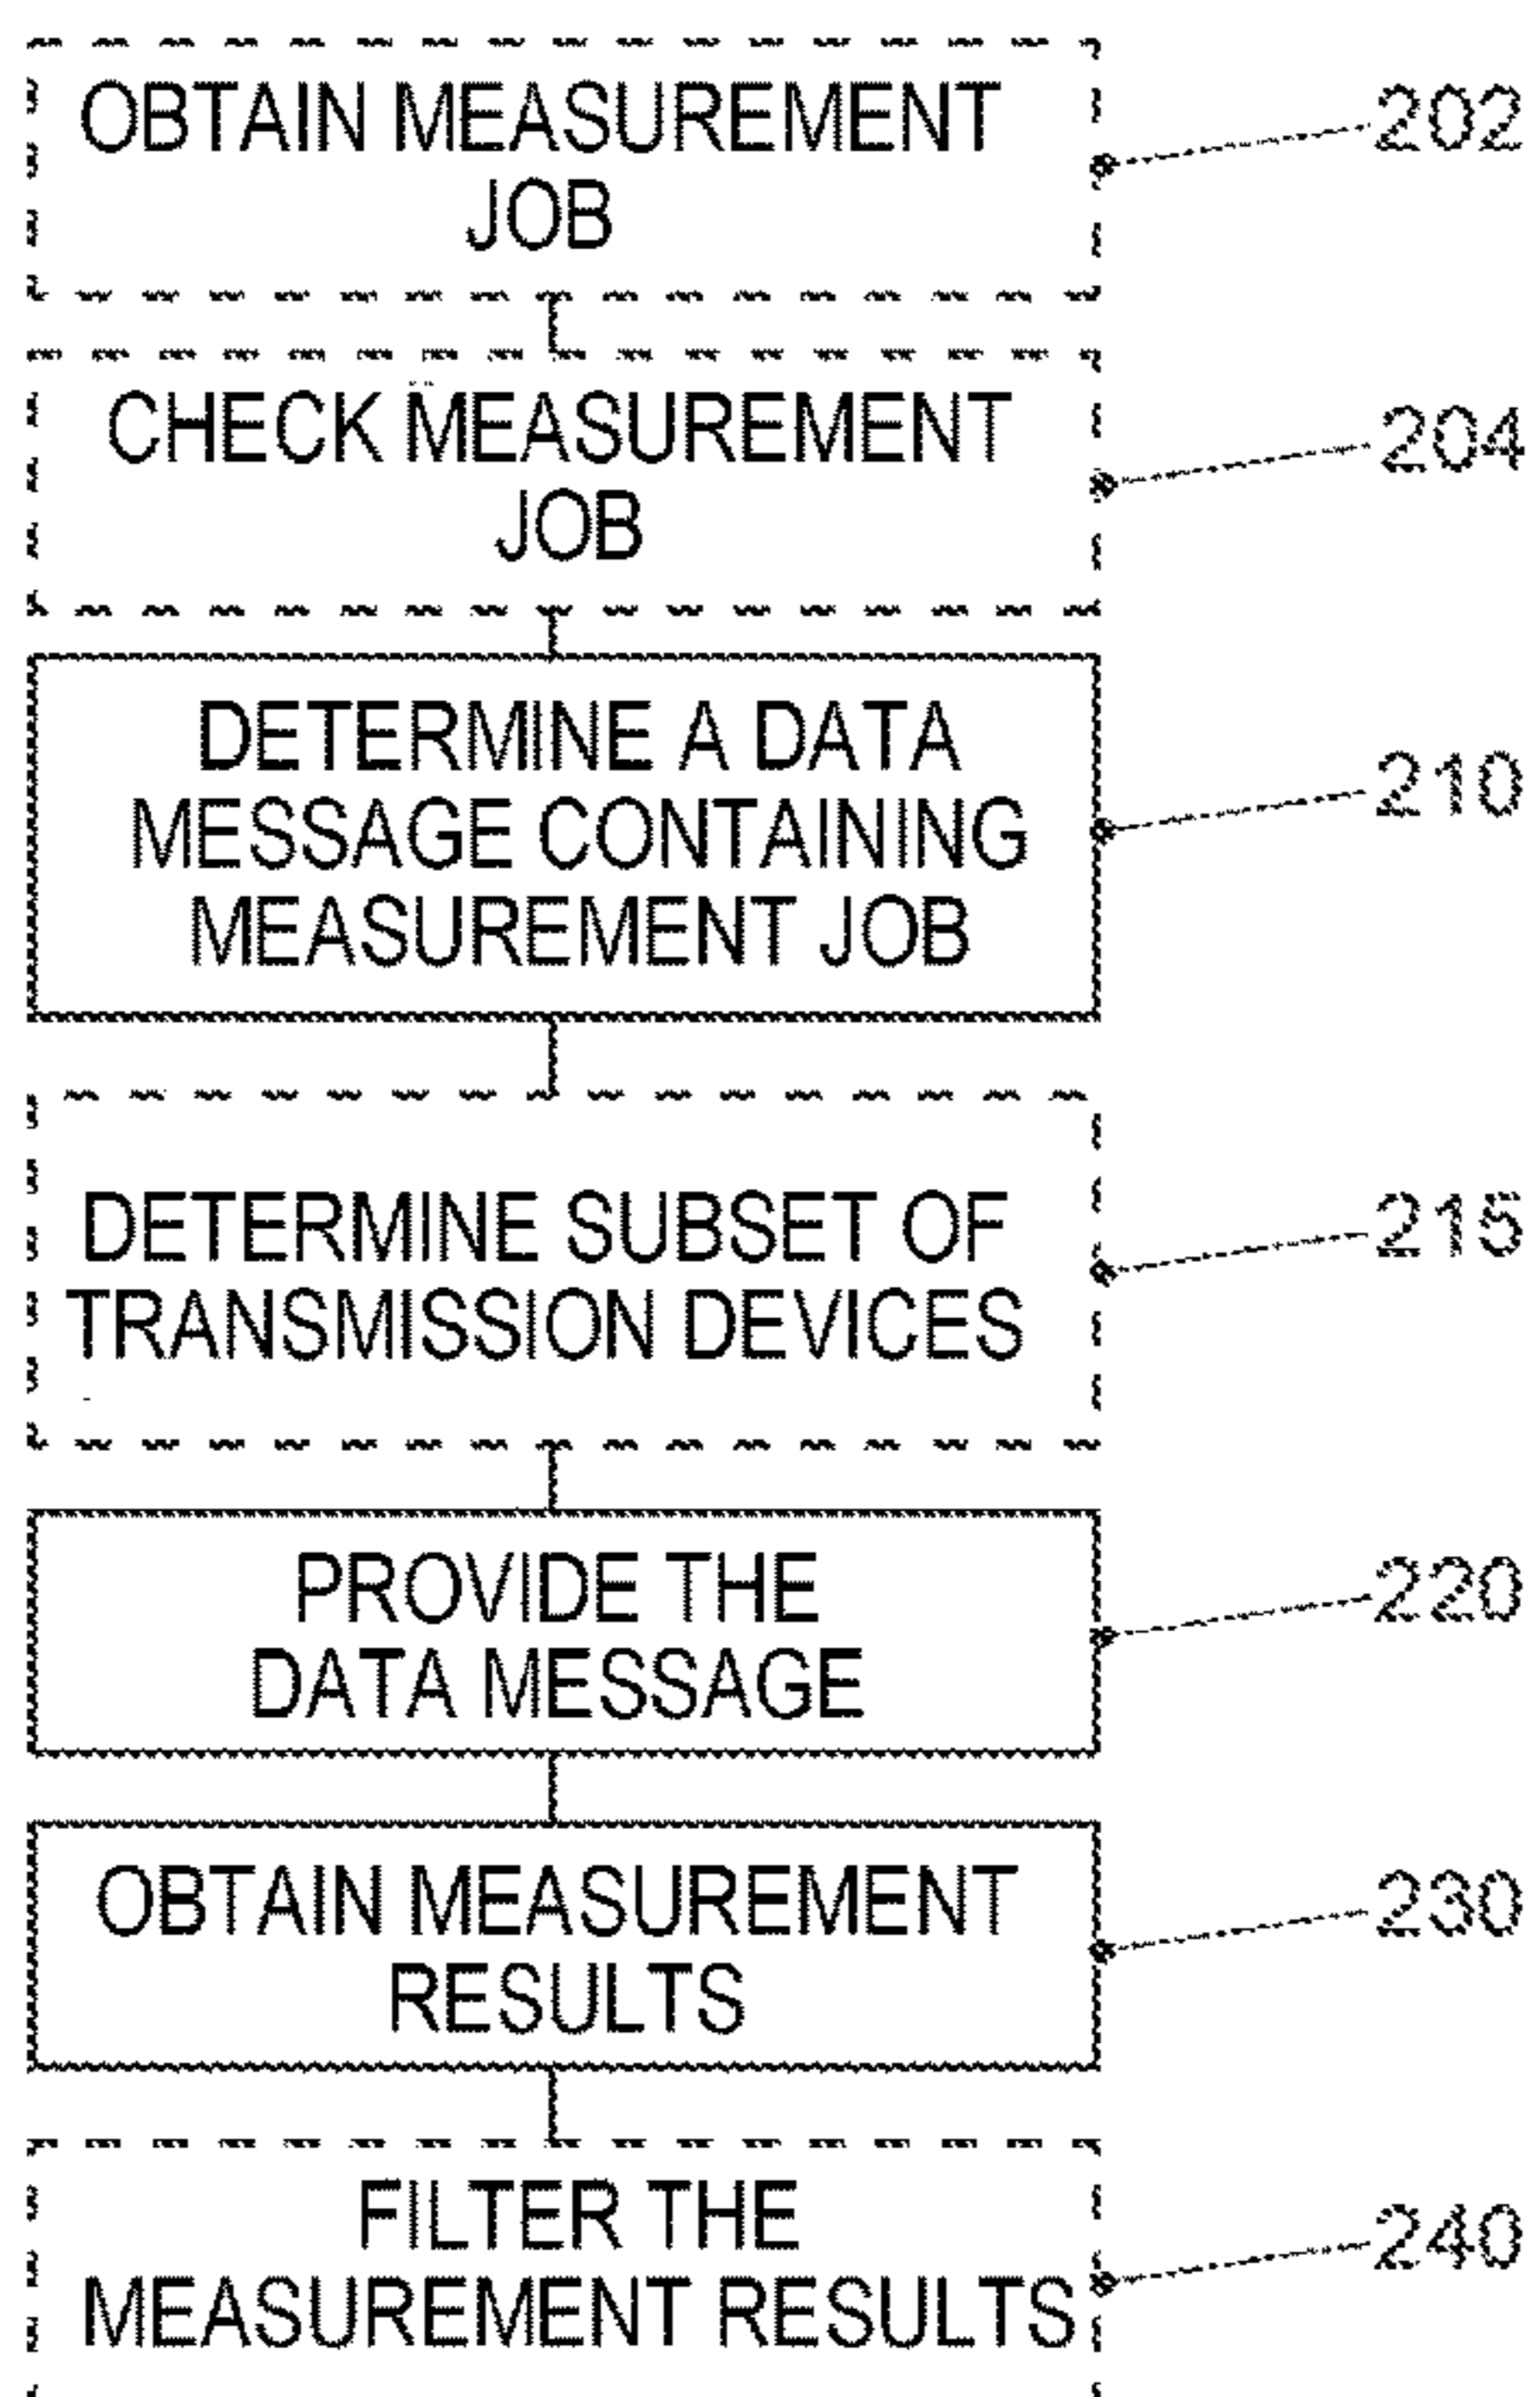 OBTAIN MEASUREMENT
JOB
202
CHECK MEASUREMENT
JOB
204
DETERMINE A DATA
MESSAGE CONTAINING
MEASUREMENT JOB
210
DETERMINE SUBSET OF
TRANSMISSION DEVICES
215
PROVIDE THE
DATA MESSAGE
220
OBTAIN MEASUREMENT
RESULTS
230
FILTER THE
MEASUREMENT RESULTS
240